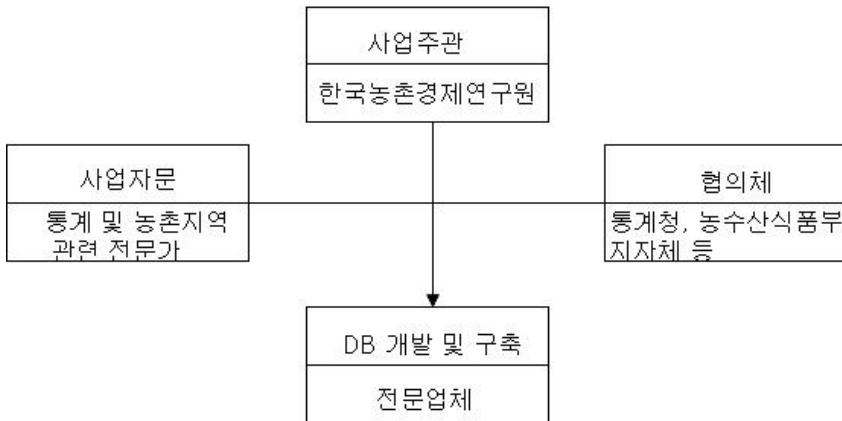 사업주관
한국농촌경제연구원
사업자문
통계 및 농촌지역
관련 전문가
협의체
통계청, 농수산식품부
지자체 등
DB 개발 및 구축
전문업체